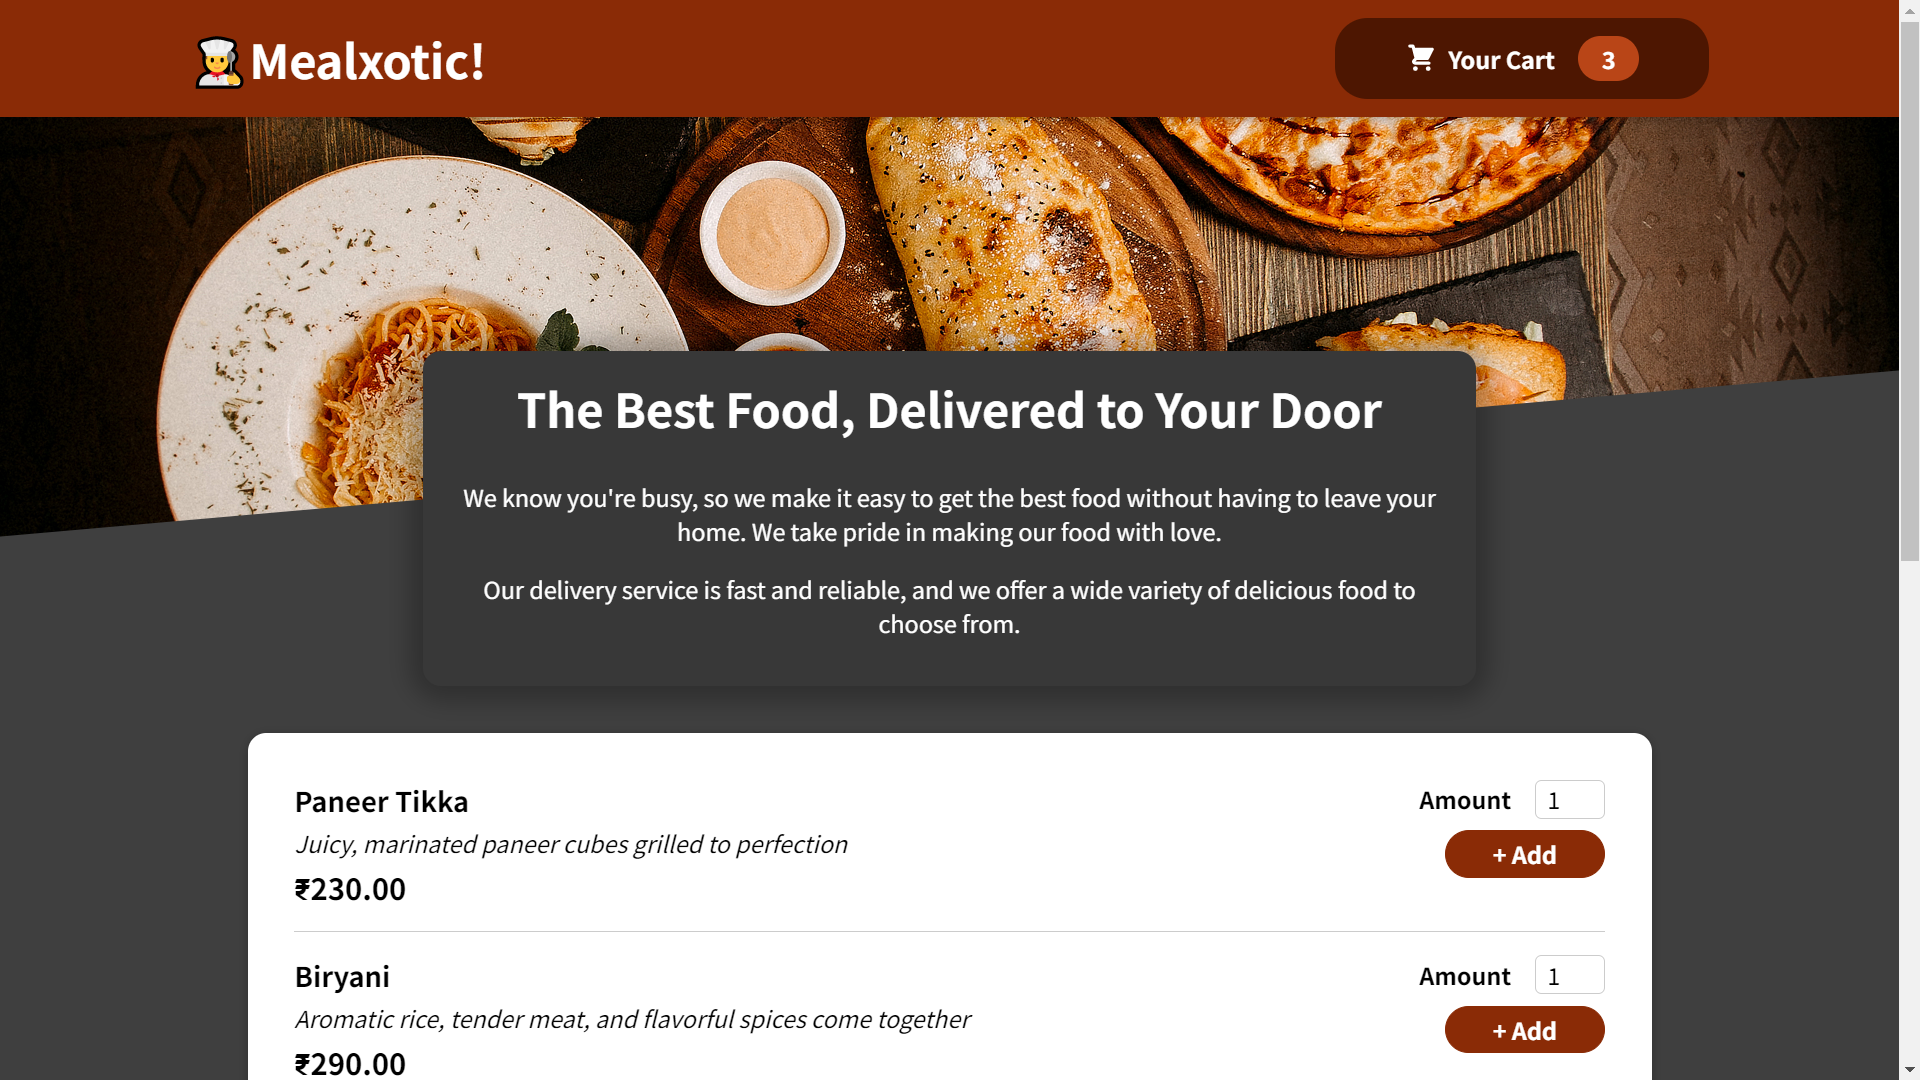 Mealxotic!
Your Cart 3
The Best Food, Delivered to Your Door
We know you're busy, so we make it easy to get the best food without having to leave your
home. We take pride in making our food with love.
Our delivery service is fast and reliable, and we offer a wide variety of delicious food to
choose from.
Paneer Tikka
Juicy, marinated paneer cubes grilled to perfection
₹230.00
Amount 1
+ Add
Biryani
Aromatic rice, tender meat, and flavorful spices come together
₹290.00
Amount 1
+ Add